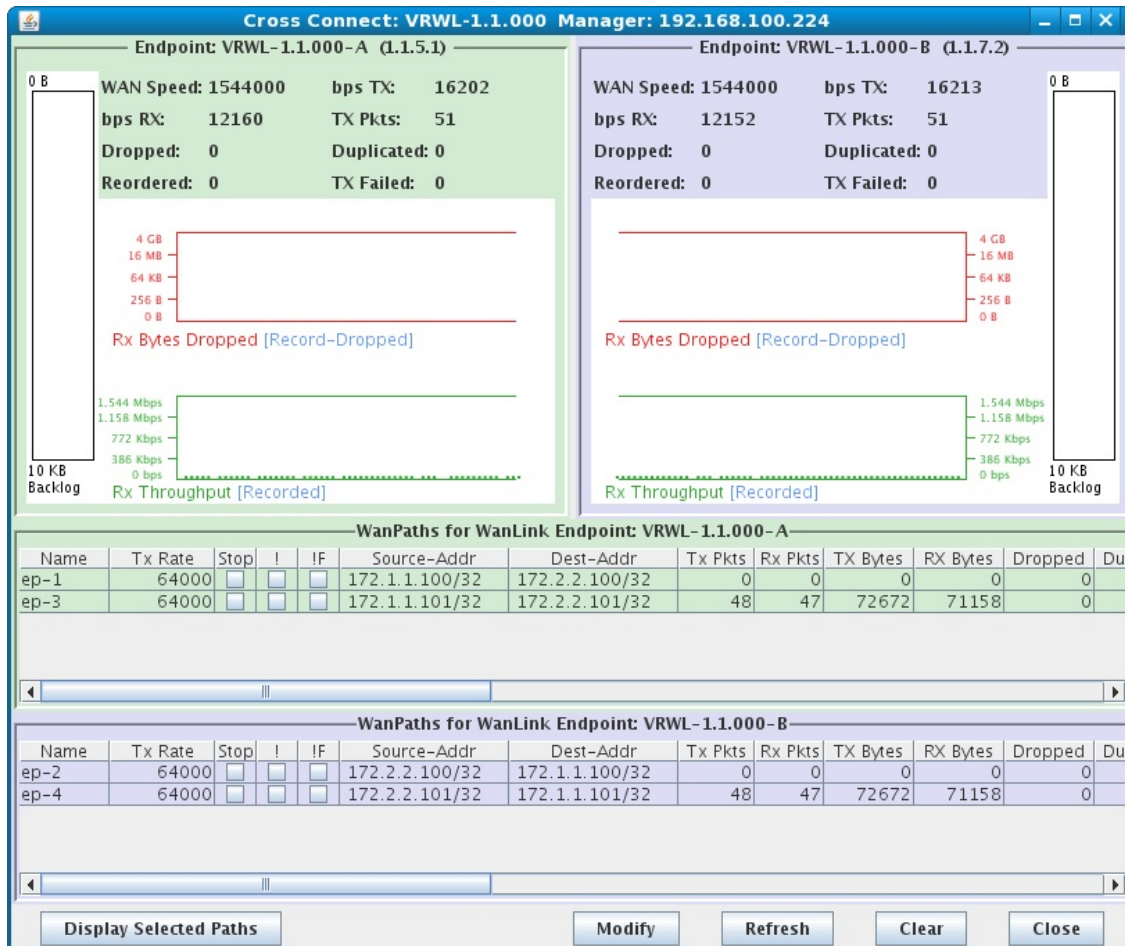 Cross Connect: VRWL-1.1.000 Manager: 192.168.100.224
Endpoint: VRWL-1.1.000-A (1.1.5.1)
0 B
WAN Speed: 1544000 bps TX: 16202
bps RX: 12160 TX Pkts: 51
Dropped: 0 Duplicated: 0
Reordered: 0 TX Failed: 0
4 GB
16 MB
64 KB
256 B
0 B
Rx Bytes Dropped [Record-Dropped]
1.544 Mbps
1.158 Mbps
772 Kbps
386 Kbps
0 bps
Rx Throughput [Recorded]
10 KB
Backlog
Endpoint: VRWL-1.1.000-B (1.1.7.2)
0 B
WAN Speed: 1544000 bps TX: 16213
bps RX: 12152 TX Pkts: 51
Dropped: 0 Duplicated: 0
Reordered: 0 TX Failed: 0
4 GB
16 MB
64 KB
256 B
0 B
Rx Bytes Dropped [Record-Dropped]
1.544 Mbps
1.158 Mbps
772 Kbps
386 Kbps
0 bps
Rx Throughput [Recorded]
10 KB
Backlog
WanPaths for WanLink Endpoint: VRWL-1.1.000-A
Name Tx Rate Stop ! !F Source-Addr Dest-Addr Tx Pkts Rx Pkts TX Bytes RX Bytes Dropped Du
ep-1 64000 172.1.1.100/32 172.2.2.100/32 0 0 0 0 0
ep-3 64000 172.1.1.101/32 172.2.2.101/32 48 47 72672 71158 0
WanPaths for WanLink Endpoint: VRWL-1.1.000-B
Name Tx Rate Stop ! !F Source-Addr Dest-Addr Tx Pkts Rx Pkts TX Bytes RX Bytes Dropped Du
ep-2 64000 172.2.2.100/32 172.1.1.100/32 0 0 0 0 0
ep-4 64000 172.2.2.101/32 172.1.1.101/32 48 47 72672 71158 0
Display Selected Paths Modify Refresh Clear Close